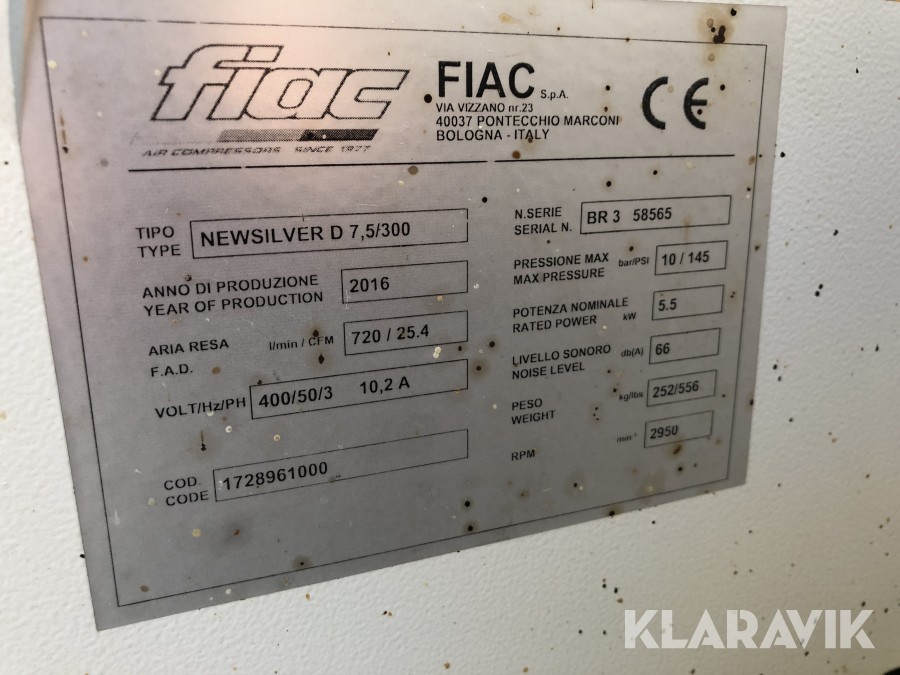 fiac
AIR COMPRESSORS SINCE 1977
FIAC S.p.A.
VIA VIZZANO nr.23
40037 PONTECCHIO MARCONI
BOLOGNA - ITALY
CE
TIPO
TYPE NEWSILVER D 7,5/300
ANNO DI PRODUZIONE
YEAR OF PRODUCTION 2016
ARIA RESA l/min / CFM 720 / 25.4
F.A.D.
VOLT/Hz/PH 400/50/3 10,2 A
COD.
CODE 1728961000
N.SERIE
SERIAL N. BR 3 58565
PRESSIONE MAX bar/PSI 10 / 145
MAX PRESSURE
POTENZA NOMINALE
RATED POWER kW 5.5
LIVELLO SONORO db(A) 66
NOISE LEVEL
PESO kg/lbs 252/556
WEIGHT
RPM min⁻¹ 2950
KLARAVIK